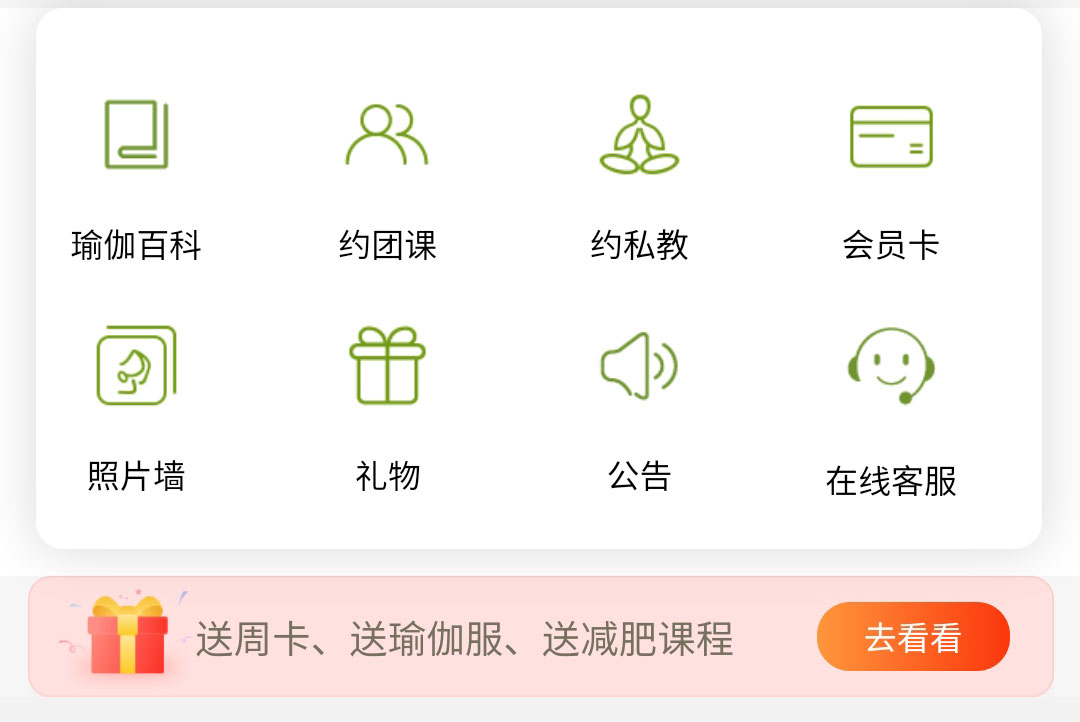 瑜伽百科 约团课 约私教 会员卡
照片墙 礼物 公告 在线客服
送周卡、送瑜伽服、送减肥课程 去看看